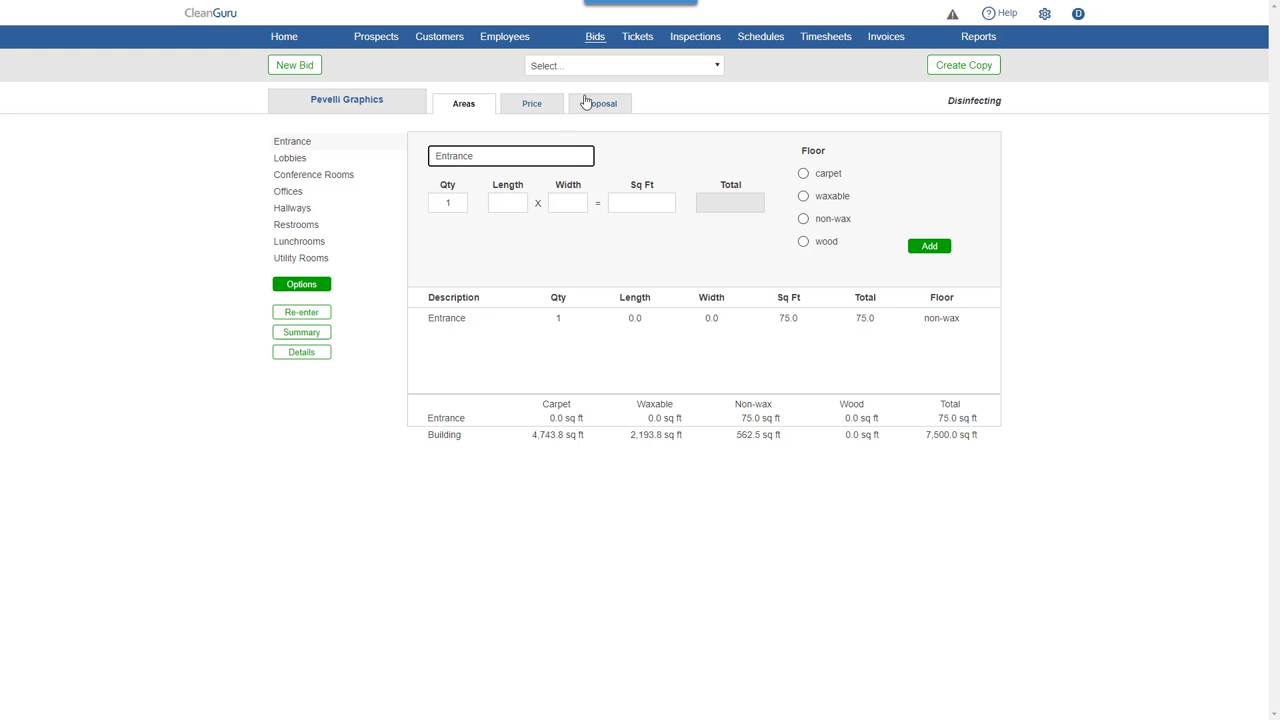 CleanGuru
Help
D
Home Prospects Customers Employees Bids Tickets Inspections Schedules Timesheets Invoices Reports
New Bid Select... Create Copy
Pevelli Graphics Areas Price oposal Disinfecting
Entrance
Lobbies
Conference Rooms
Offices
Hallways
Restrooms
Lunchrooms
Utility Rooms
Options
Re-enter
Summary
Details
Entrance
Qty Length Width Sq Ft Total
1 X =
Floor
carpet
waxable
non-wax
wood
Add
Description Qty Length Width Sq Ft Total Floor
Entrance 1 0.0 0.0 75.0 75.0 non-wax
Carpet Waxable Non-wax Wood Total
Entrance 0.0 sq ft 0.0 sq ft 75.0 sq ft 0.0 sq ft 75.0 sq ft
Building 4,743.8 sq ft 2,193.8 sq ft 562.5 sq ft 0.0 sq ft 7,500.0 sq ft